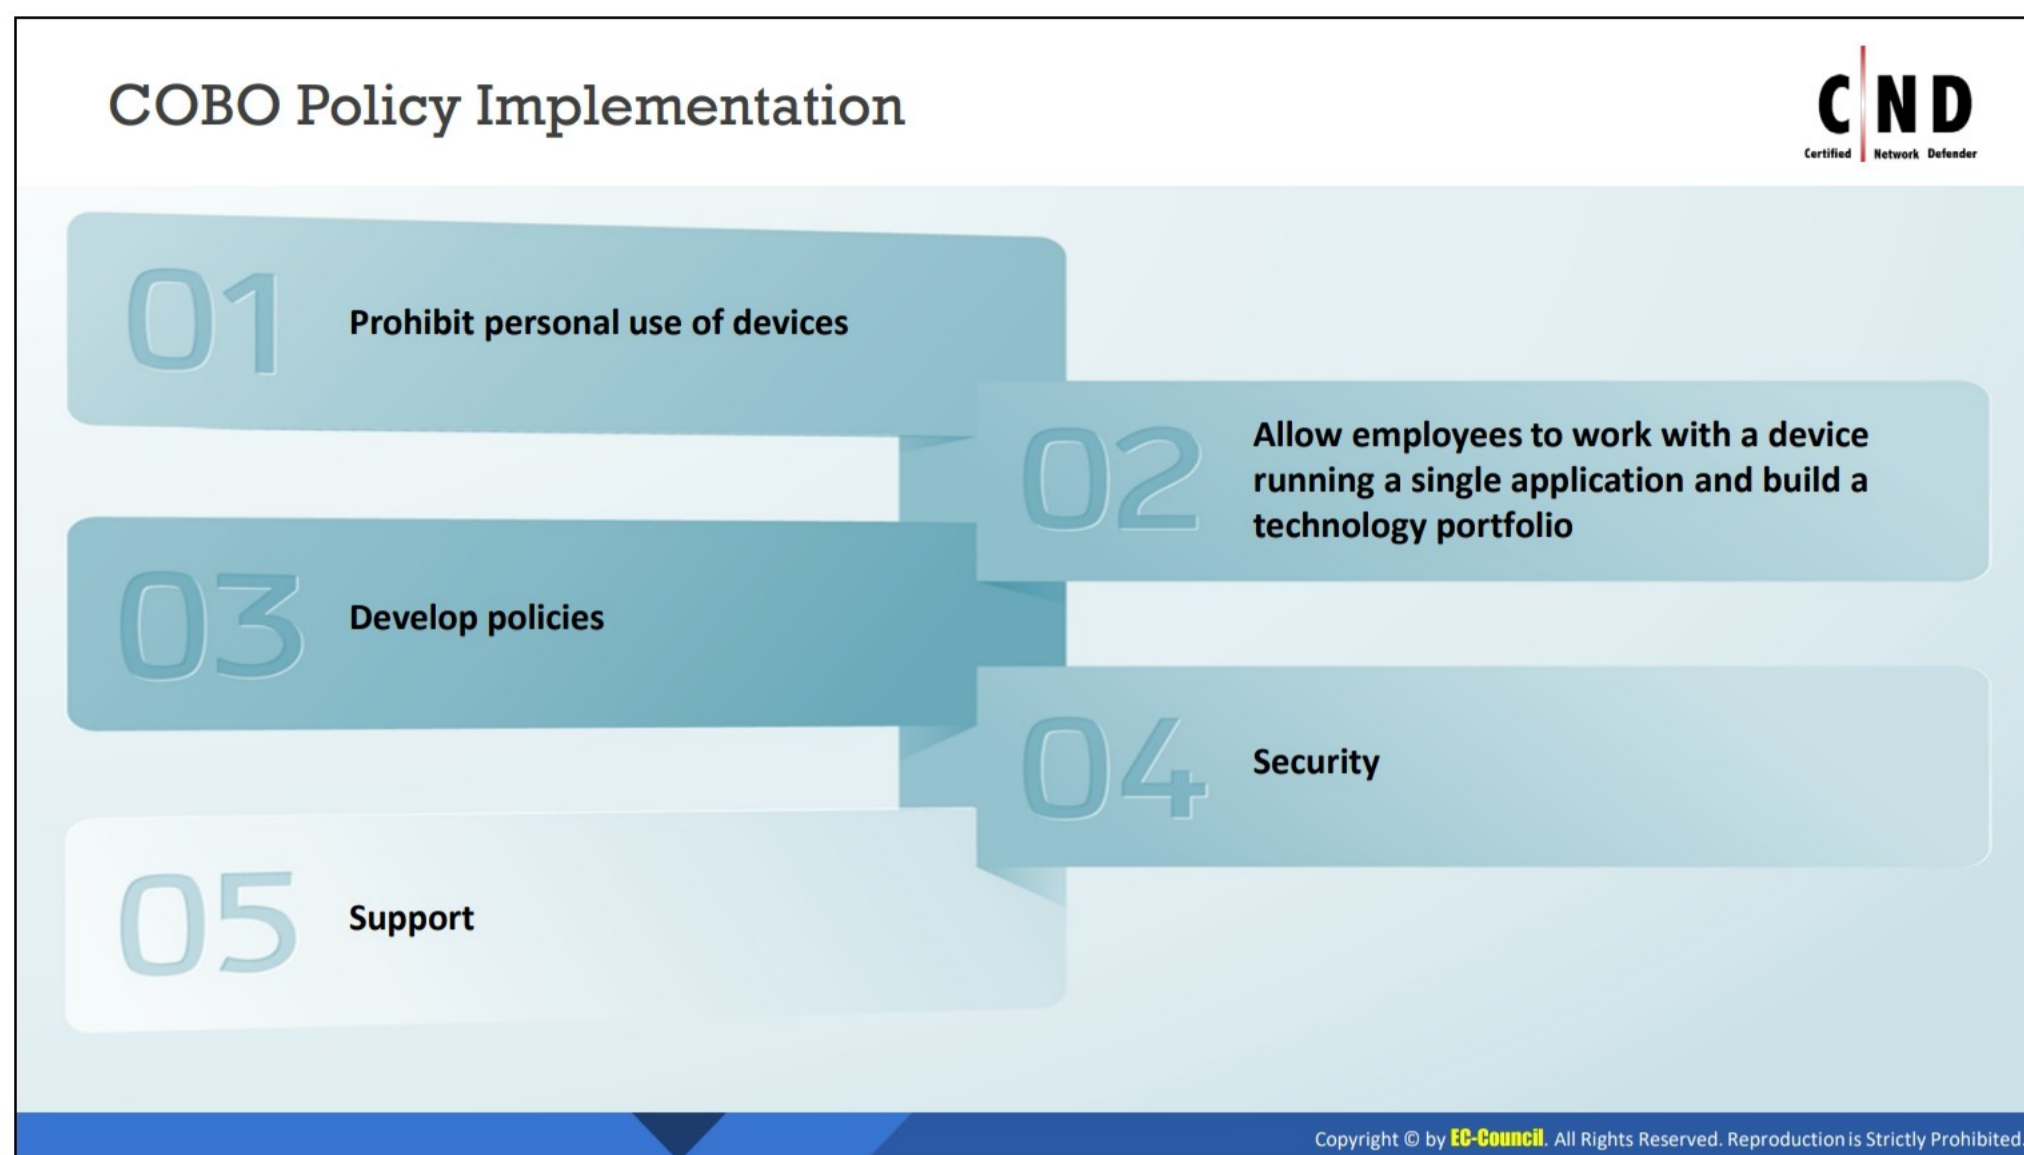 COBO Policy Implementation
C ND
Certified Network Defender
01
Prohibit personal use of devices
02
Allow employees to work with a device
running a single application and build a
technology portfolio
03
Develop policies
04
Security
05
Support
Copyright © by EC-Council. All Rights Reserved. Reproduction is Strictly Prohibited.